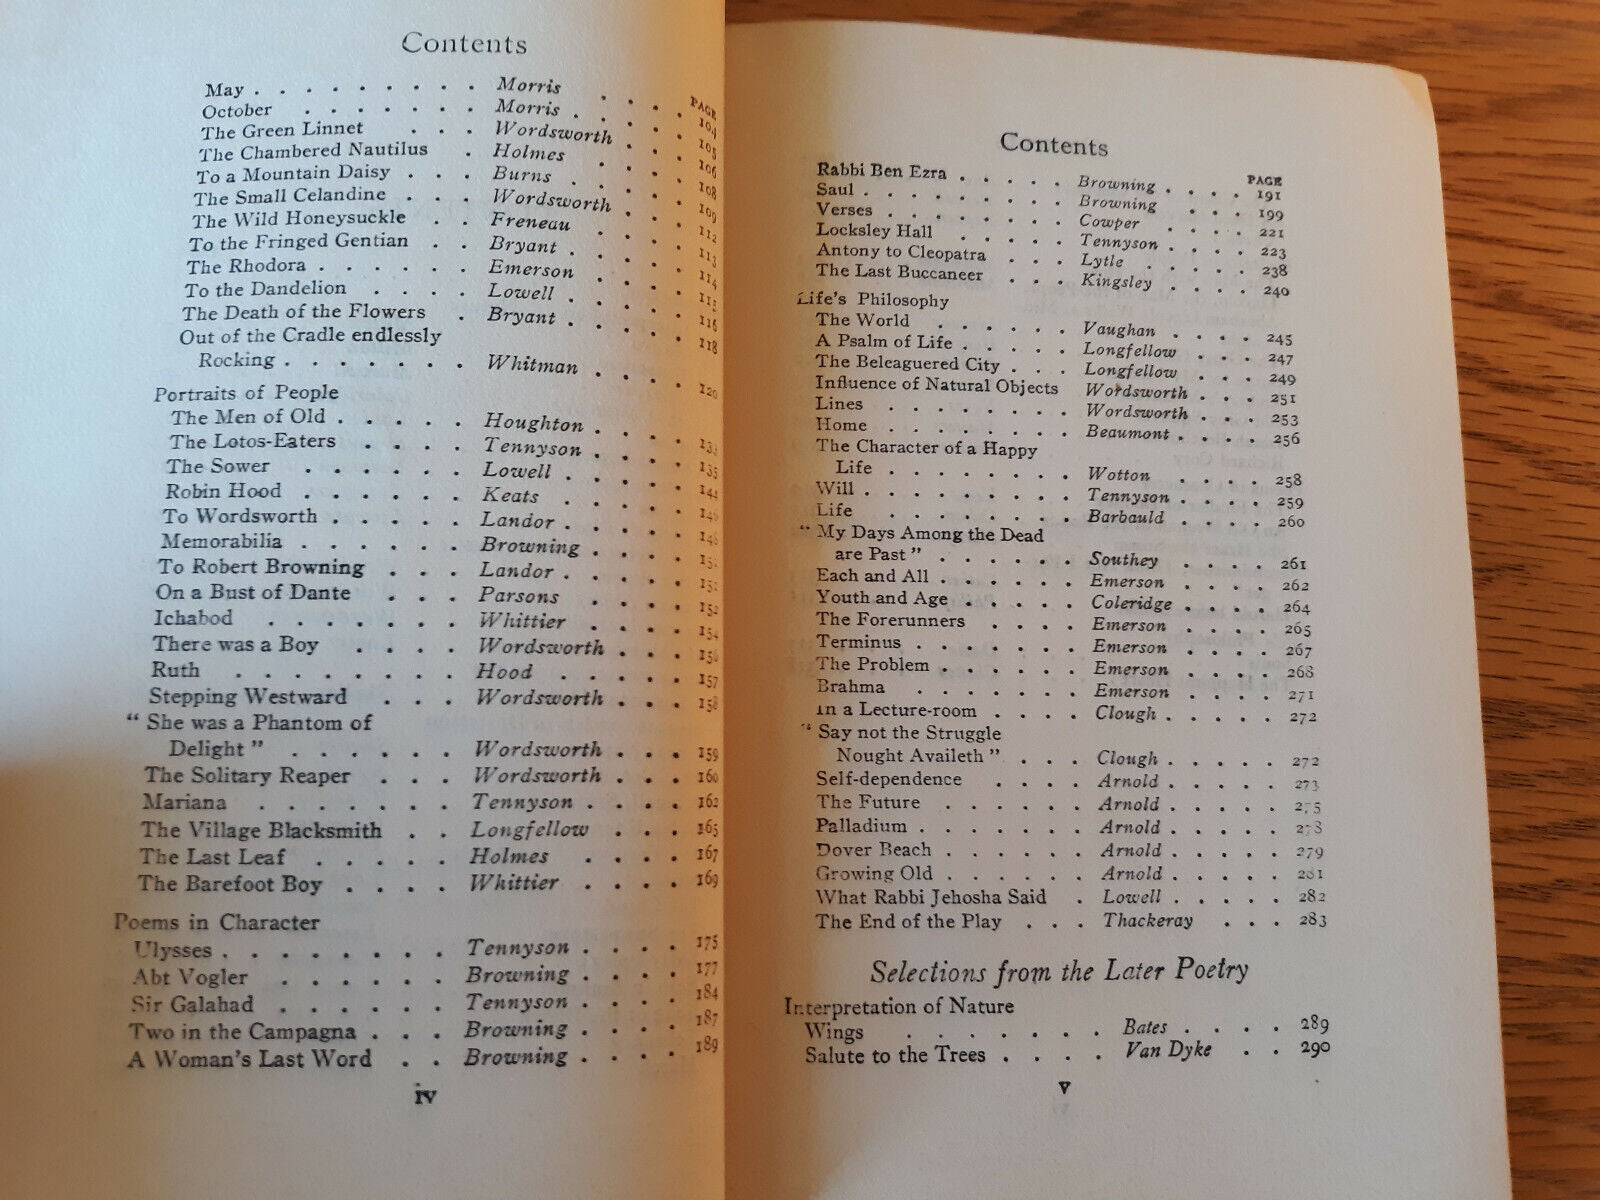 Contents
PAGE
May . . . . . . . . . Morris . . . . 104
October . . . . . . . Morris . . . . 105
The Green Linnet . . . Wordsworth . . . 106
The Chambered Nautilus . Holmes . . . . 108
To a Mountain Daisy . . . Burns . . . . 109
The Small Celandine . . . Wordsworth . . . 112
The Wild Honeysuckle . . Freneau . . . . 113
To the Fringed Gentian . . Bryant . . . . 114
The Rhodora . . . . . . Emerson . . . . 115
To the Dandelion . . . . Lowell . . . . 116
The Death of the Flowers . Bryant . . . . 118
Out of the Cradle endlessly
Rocking . . . . . . . Whitman . . . . 120
Portraits of People
The Men of Old . . . . . Houghton . . . .
The Lotos-Eaters . . . . Tennyson . . . . 135
The Sower . . . . . . Lowell . . . .
Robin Hood . . . . . . Keats . . . .
To Wordsworth . . . . . Landor . . . .
Memorabilia . . . . . . Browning . . . .
To Robert Browning . . . Landor . . . .
On a Bust of Dante . . . Parsons . . . . 152
Ichabod . . . . . . . Whittier . . . . 154
There was a Boy . . . . Wordsworth . . . 156
Ruth . . . . . . . . Hood . . . . 157
Stepping Westward . . . Wordsworth . . . 158
" She was a Phantom of
Delight " . . . . . . Wordsworth . . . 159
The Solitary Reaper . . . Wordsworth . . . 160
Mariana . . . . . . . Tennyson . . . . 162
The Village Blacksmith . . Longfellow . . . 165
The Last Leaf . . . . . Holmes . . . . 167
The Barefoot Boy . . . . Whittier . . . . 169
Poems in Character
Ulysses . . . . . . . . Tennyson . . . . 175
Abt Vogler . . . . . . Browning . . . . 177
Sir Galahad . . . . . . Tennyson . . . . 184
Two in the Campagna . . . Browning . . . . 187
A Woman's Last Word . . Browning . . . . 189
iv
Contents
PAGE
Rabbi Ben Ezra . . . . . Browning . . . . 191
Saul . . . . . . . . . Browning . . . 199
Verses . . . . . . . . Cowper . . . . 221
Locksley Hall . . . . . Tennyson . . . . 223
Antony to Cleopatra . . . Lytle . . . . . 238
The Last Buccaneer . . . Kingsley . . . . 240
Life's Philosophy
The World . . . . . . Vaughan . . . . 245
A Psalm of Life . . . . . Longfellow . . . 247
The Beleaguered City . . . Longfellow . . . 249
Influence of Natural Objects Wordsworth . . . 251
Lines . . . . . . . . Wordsworth . . . 253
Home . . . . . . . . Beaumont . . . . 256
The Character of a Happy
Life . . . . . . . . Wotton . . . . 258
Will . . . . . . . . . Tennyson . . . . 259
Life . . . . . . . . Barbauld . . . . 260
" My Days Among the Dead
are Past " . . . . . . Southey . . . . 261
Each and All . . . . . . Emerson . . . . 262
Youth and Age . . . . . Coleridge . . . . 264
The Forerunners . . . . Emerson . . . . 265
Terminus . . . . . . . Emerson . . . . 267
The Problem . . . . . . Emerson . . . . 268
Brahma . . . . . . . Emerson . . . . 271
In a Lecture-room . . . . Clough . . . . . 272
" Say not the Struggle
Nought Availeth " . . . Clough . . . . . 272
Self-dependence . . . . Arnold . . . . . 273
The Future . . . . . . Arnold . . . . . 275
Palladium . . . . . . . Arnold . . . . . 278
Dover Beach . . . . . . Arnold . . . . . 279
Growing Old . . . . . . Arnold . . . . . 281
What Rabbi Jehosha Said . Lowell . . . . . 282
The End of the Play . . . Thackeray . . . 283
Selections from the Later Poetry
Interpretation of Nature
Wings . . . . . . . Bates . . . . 289
Salute to the Trees . . . . Van Dyke . . 290
v